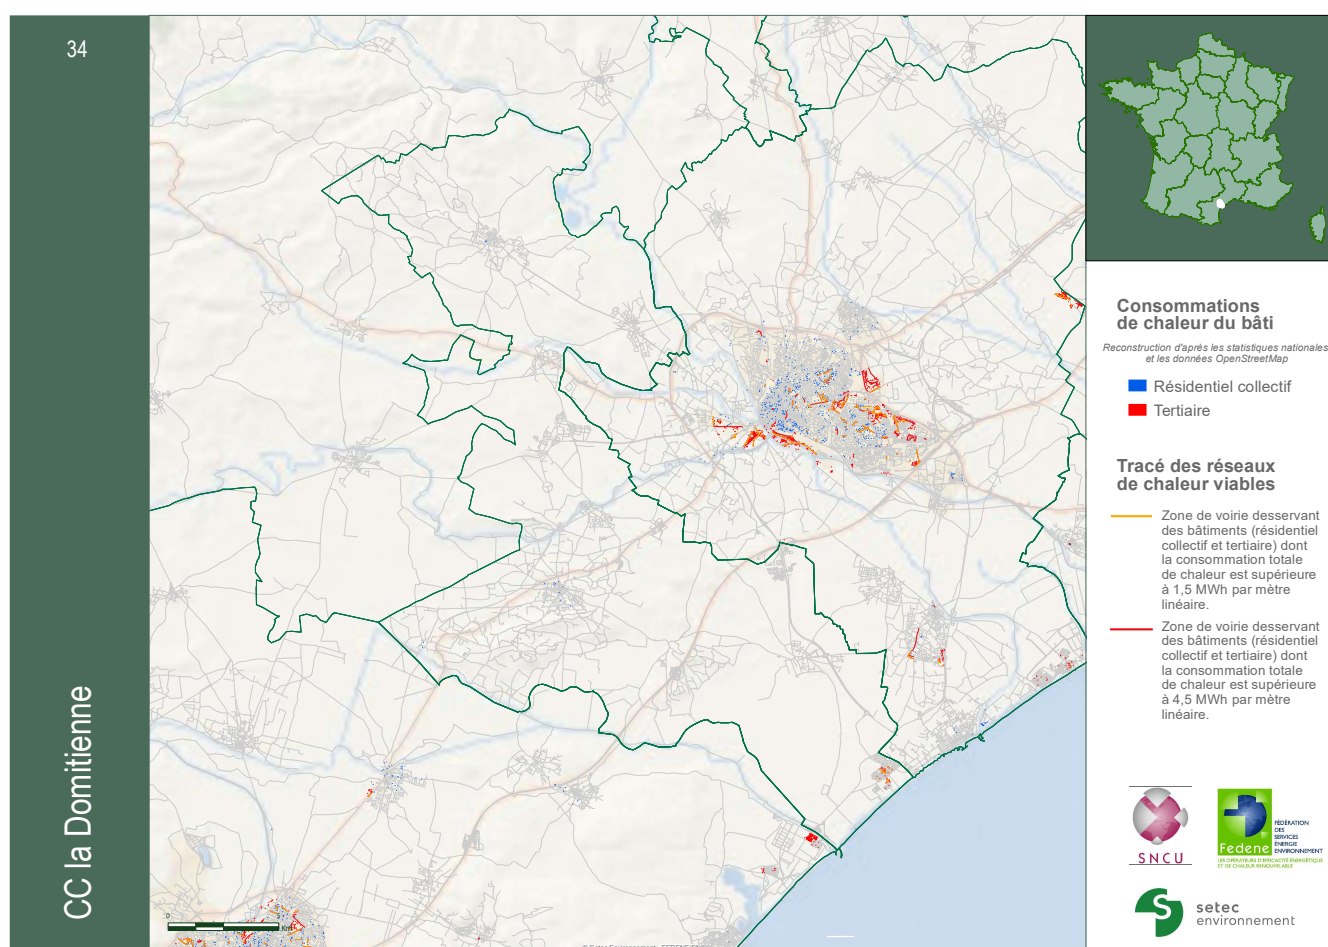 34
CC la Domitienne
Consommations
de chaleur du bâti
Reconstruction d'après les statistiques nationales
et les données OpenStreetMap
Résidentiel collectif
Tertiaire
Tracé des réseaux
de chaleur viables
Zone de voirie desservant
des bâtiments (résidentiel
collectif et tertiaire) dont
la consommation totale
de chaleur est supérieure
à 1,5 MWh par mètre
linéaire.
Zone de voirie desservant
des bâtiments (résidentiel
collectif et tertiaire) dont
la consommation totale
de chaleur est supérieure
à 4,5 MWh par mètre
linéaire.
SNCU
Fedene
FÉDÉRATION
DES
SERVICES
ÉNERGIE
ENVIRONNEMENT
LES OPÉRATEURS D'EFFICACITÉ ÉNERGÉTIQUE
ET DE CHALEUR RENOUVELABLE
setec
environnement
0
Km